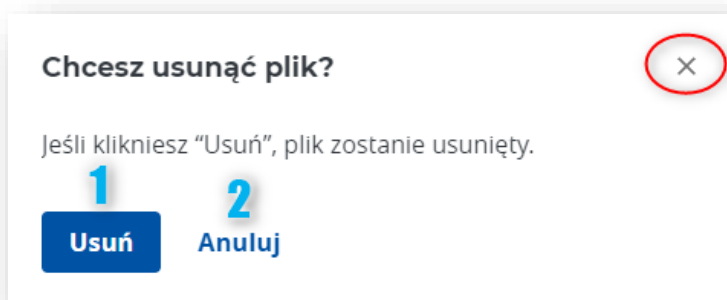 Chcesz usunąć plik?
Jeśli klikniesz “Usuń”, plik zostanie usunięty.
1 2
Usuń Anuluj